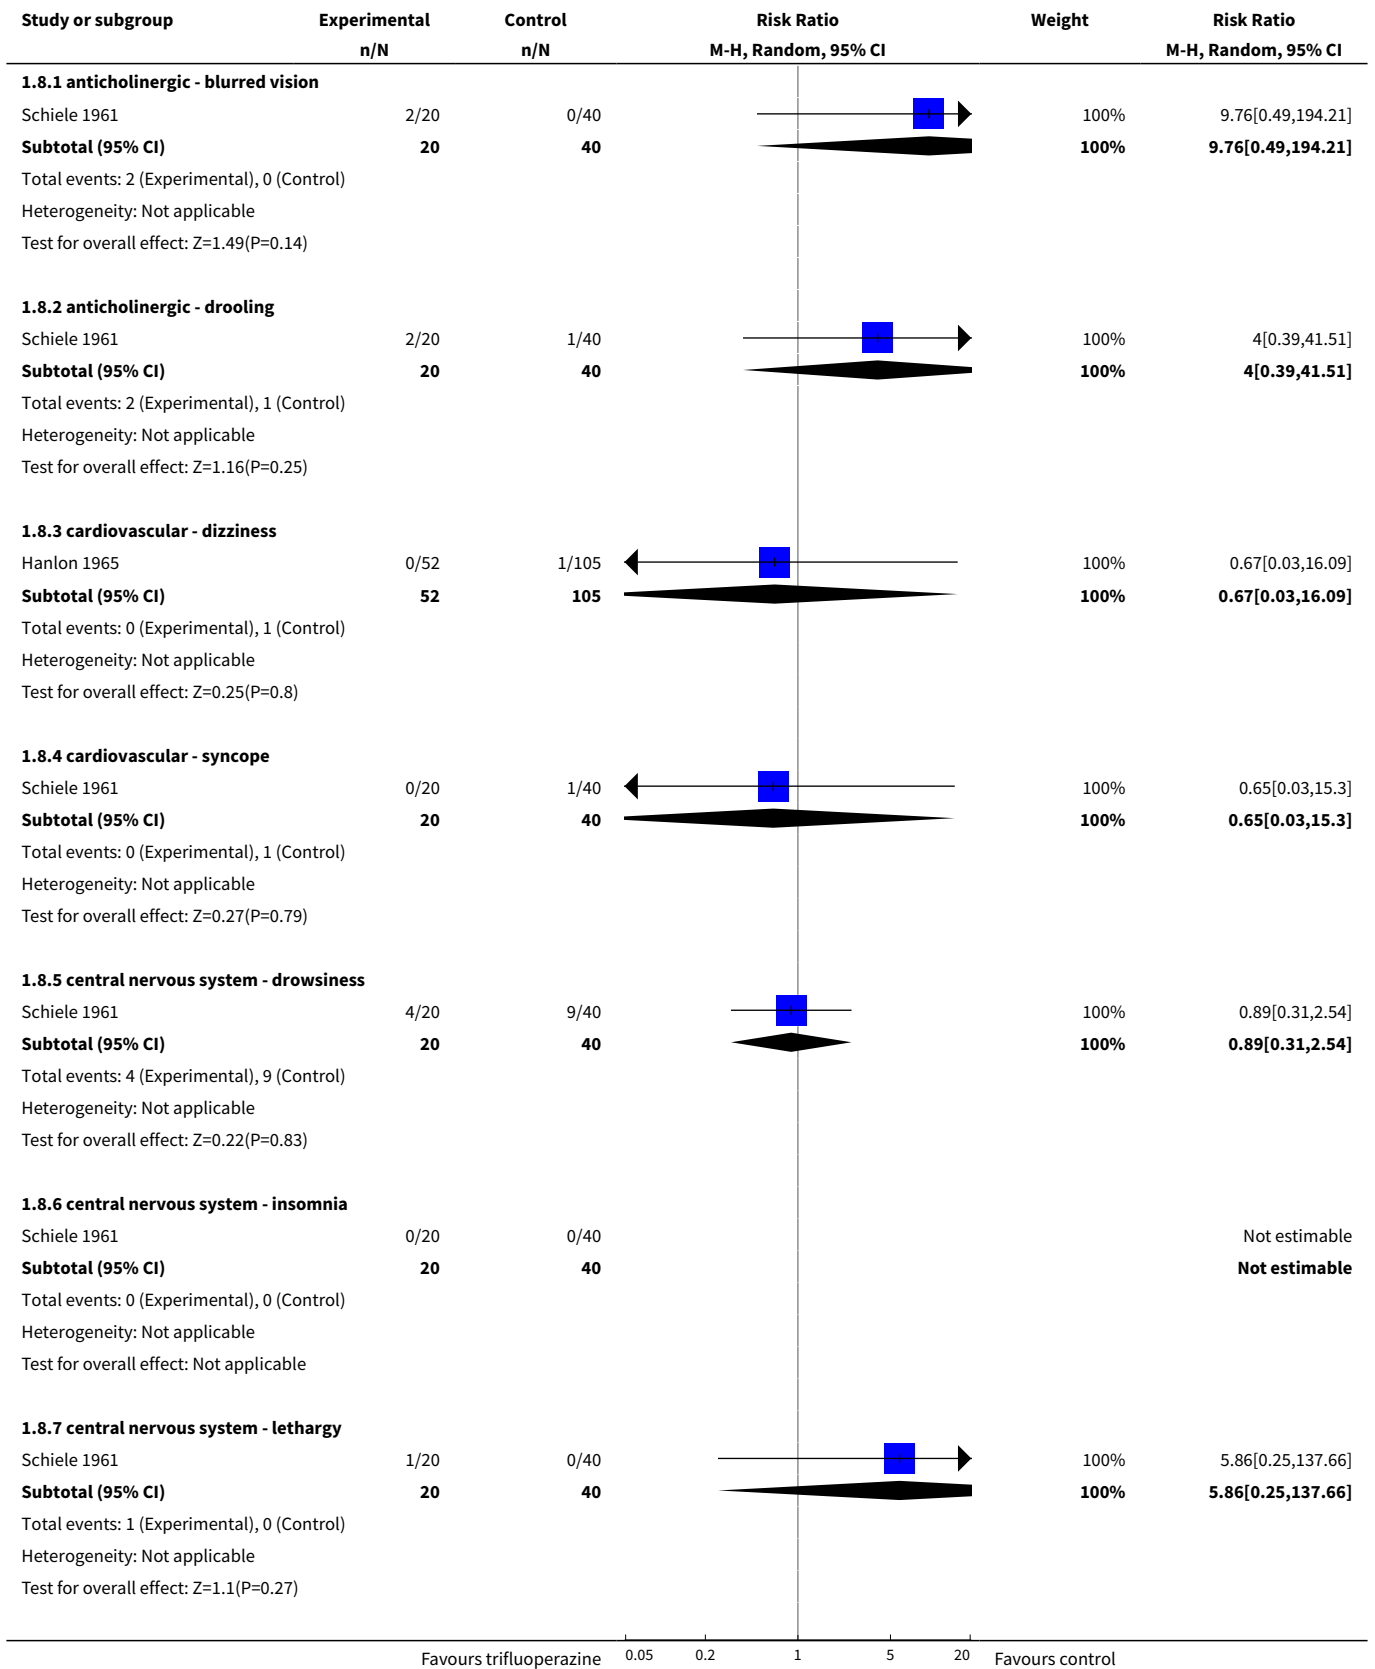 Study or subgroup Experimental Control Risk Ratio Weight Risk Ratio
n/N n/N M-H, Random, 95% CI M-H, Random, 95% CI
1.8.1 anticholinergic - blurred vision
Schiele 1961 2/20 0/40 100% 9.76[0.49,194.21]
Subtotal (95% CI) 20 40 100% 9.76[0.49,194.21]
Total events: 2 (Experimental), 0 (Control)
Heterogeneity: Not applicable
Test for overall effect: Z=1.49(P=0.14)
1.8.2 anticholinergic - drooling
Schiele 1961 2/20 1/40 100% 4[0.39,41.51]
Subtotal (95% CI) 20 40 100% 4[0.39,41.51]
Total events: 2 (Experimental), 1 (Control)
Heterogeneity: Not applicable
Test for overall effect: Z=1.16(P=0.25)
1.8.3 cardiovascular - dizziness
Hanlon 1965 0/52 1/105 100% 0.67[0.03,16.09]
Subtotal (95% CI) 52 105 100% 0.67[0.03,16.09]
Total events: 0 (Experimental), 1 (Control)
Heterogeneity: Not applicable
Test for overall effect: Z=0.25(P=0.8)
1.8.4 cardiovascular - syncope
Schiele 1961 0/20 1/40 100% 0.65[0.03,15.3]
Subtotal (95% CI) 20 40 100% 0.65[0.03,15.3]
Total events: 0 (Experimental), 1 (Control)
Heterogeneity: Not applicable
Test for overall effect: Z=0.27(P=0.79)
1.8.5 central nervous system - drowsiness
Schiele 1961 4/20 9/40 100% 0.89[0.31,2.54]
Subtotal (95% CI) 20 40 100% 0.89[0.31,2.54]
Total events: 4 (Experimental), 9 (Control)
Heterogeneity: Not applicable
Test for overall effect: Z=0.22(P=0.83)
1.8.6 central nervous system - insomnia
Schiele 1961 0/20 0/40 Not estimable
Subtotal (95% CI) 20 40 Not estimable
Total events: 0 (Experimental), 0 (Control)
Heterogeneity: Not applicable
Test for overall effect: Not applicable
1.8.7 central nervous system - lethargy
Schiele 1961 1/20 0/40 100% 5.86[0.25,137.66]
Subtotal (95% CI) 20 40 100% 5.86[0.25,137.66]
Total events: 1 (Experimental), 0 (Control)
Heterogeneity: Not applicable
Test for overall effect: Z=1.1(P=0.27)
Favours trifluoperazine 0.05 0.2 1 5 20 Favours control